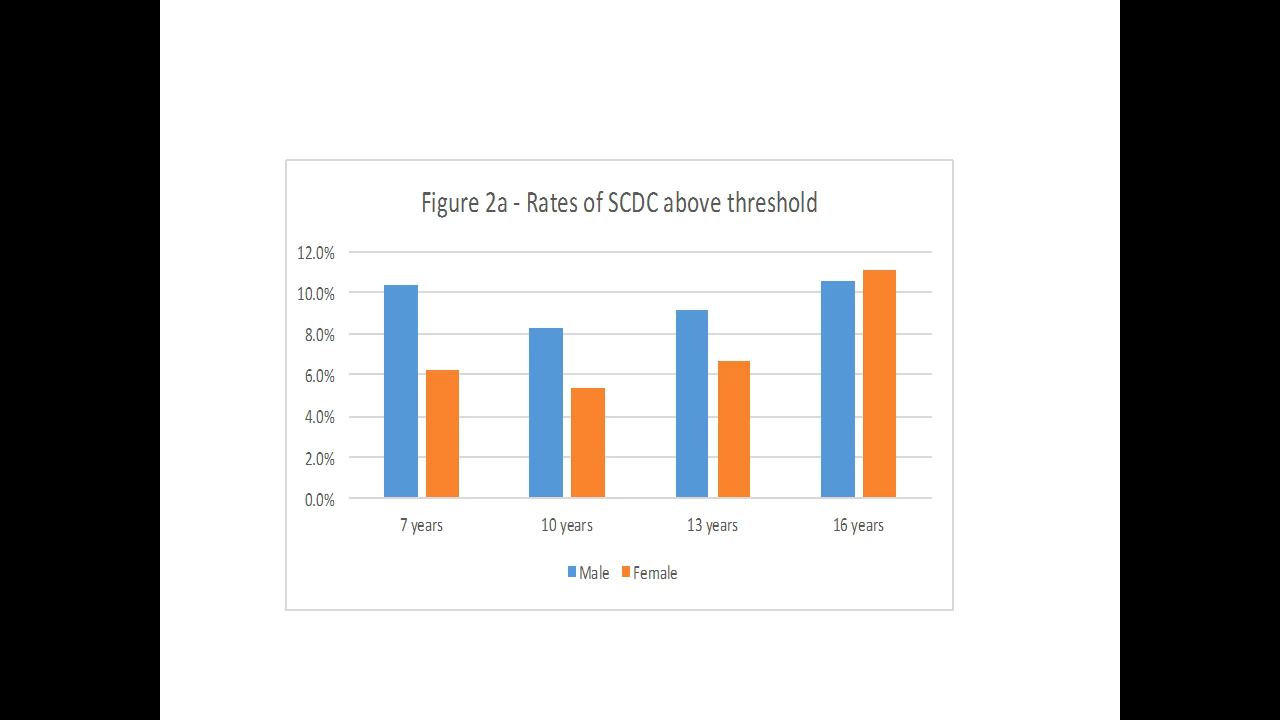 Figure 2a - Rates of SCDC above threshold
12.0%
10.0%
8.0%
6.0%
4.0%
2.0%
0.0%
7 years 10 years 13 years 16 years
Male Female